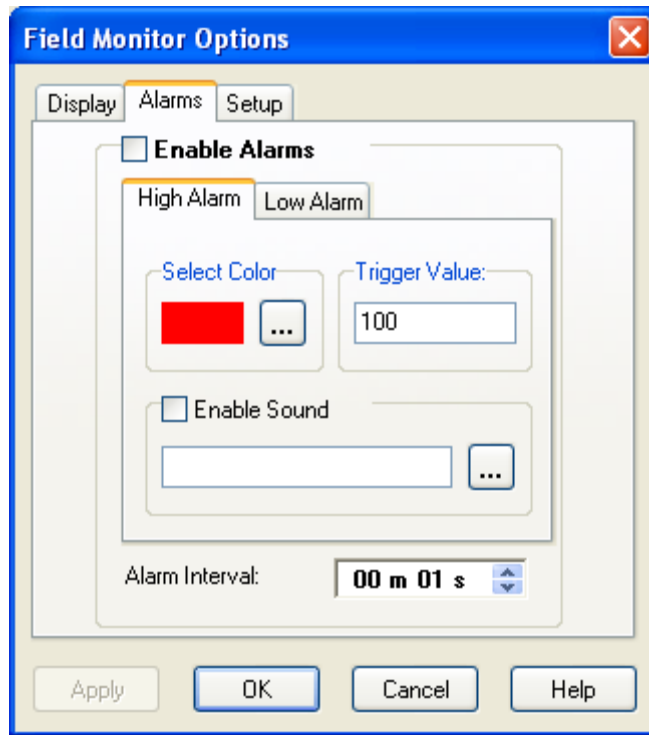 Field Monitor Options
Display Alarms Setup
Enable Alarms
High Alarm Low Alarm
Select Color Trigger Value:
... 100
Enable Sound
...
Alarm Interval: 00 m 01 s
Apply OK Cancel Help